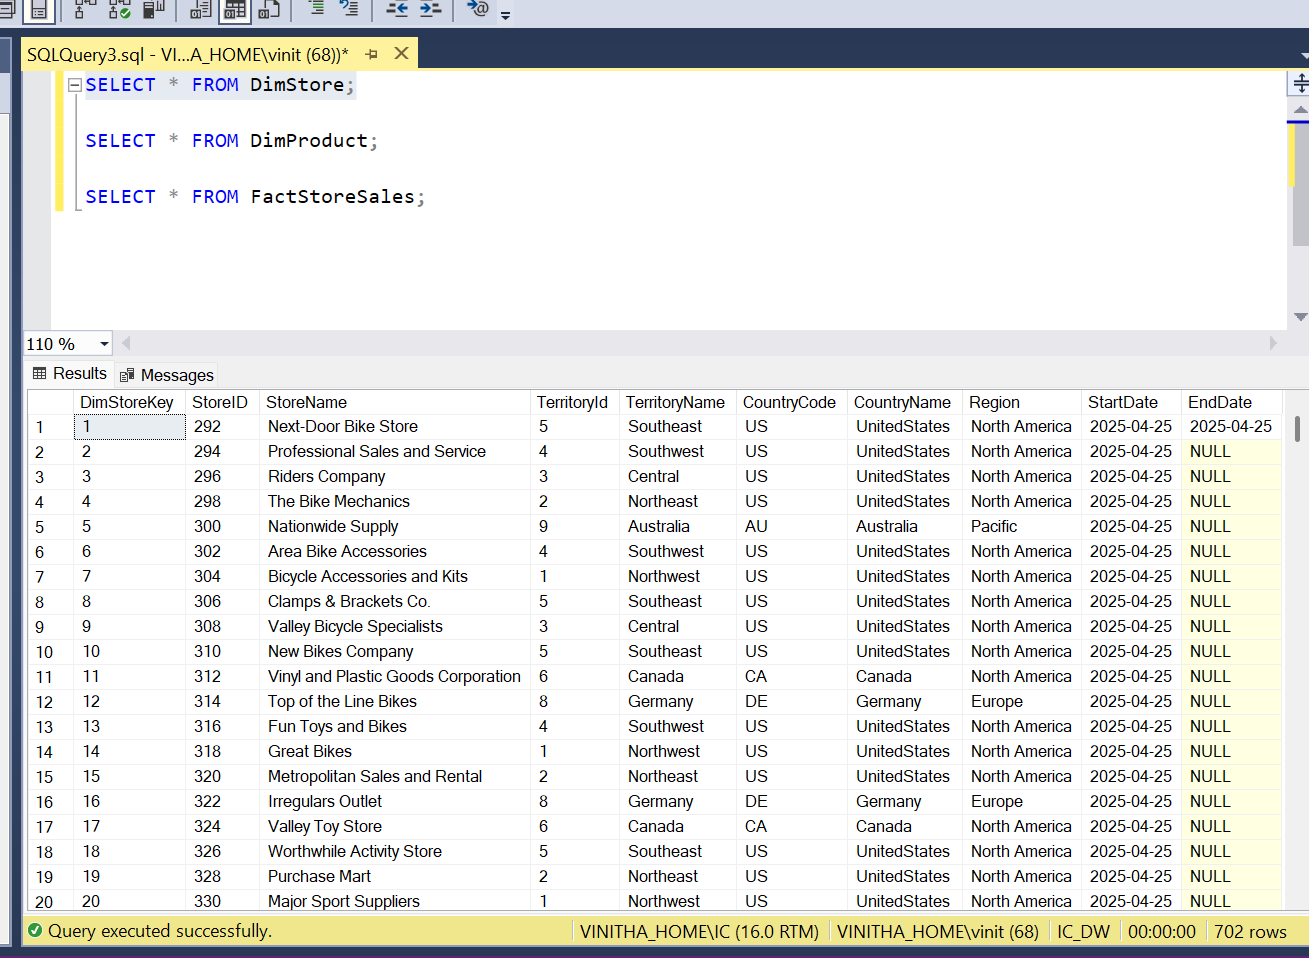 SQLQuery3.sql - VI...A_HOME\vinit (68))*
SELECT * FROM DimStore;
SELECT * FROM DimProduct;
SELECT * FROM FactStoreSales;
110 %
Results Messages
DimStoreKey StoreID StoreName TerritoryId TerritoryName CountryCode CountryName Region StartDate EndDate
1 1 292 Next-Door Bike Store 5 Southeast US UnitedStates North America 2025-04-25 2025-04-25
2 2 294 Professional Sales and Service 4 Southwest US UnitedStates North America 2025-04-25 NULL
3 3 296 Riders Company 3 Central US UnitedStates North America 2025-04-25 NULL
4 4 298 The Bike Mechanics 2 Northeast US UnitedStates North America 2025-04-25 NULL
5 5 300 Nationwide Supply 9 Australia AU Australia Pacific 2025-04-25 NULL
6 6 302 Area Bike Accessories 4 Southwest US UnitedStates North America 2025-04-25 NULL
7 7 304 Bicycle Accessories and Kits 1 Northwest US UnitedStates North America 2025-04-25 NULL
8 8 306 Clamps & Brackets Co. 5 Southeast US UnitedStates North America 2025-04-25 NULL
9 9 308 Valley Bicycle Specialists 3 Central US UnitedStates North America 2025-04-25 NULL
10 10 310 New Bikes Company 5 Southeast US UnitedStates North America 2025-04-25 NULL
11 11 312 Vinyl and Plastic Goods Corporation 6 Canada CA Canada North America 2025-04-25 NULL
12 12 314 Top of the Line Bikes 8 Germany DE Germany Europe 2025-04-25 NULL
13 13 316 Fun Toys and Bikes 4 Southwest US UnitedStates North America 2025-04-25 NULL
14 14 318 Great Bikes 1 Northwest US UnitedStates North America 2025-04-25 NULL
15 15 320 Metropolitan Sales and Rental 2 Northeast US UnitedStates North America 2025-04-25 NULL
16 16 322 Irregulars Outlet 8 Germany DE Germany Europe 2025-04-25 NULL
17 17 324 Valley Toy Store 6 Canada CA Canada North America 2025-04-25 NULL
18 18 326 Worthwhile Activity Store 5 Southeast US UnitedStates North America 2025-04-25 NULL
19 19 328 Purchase Mart 2 Northeast US UnitedStates North America 2025-04-25 NULL
20 20 330 Major Sport Suppliers 1 Northwest US UnitedStates North America 2025-04-25 NULL
Query executed successfully. VINITHA_HOME\IC (16.0 RTM) VINITHA_HOME\vinit (68) IC_DW 00:00:00 702 rows